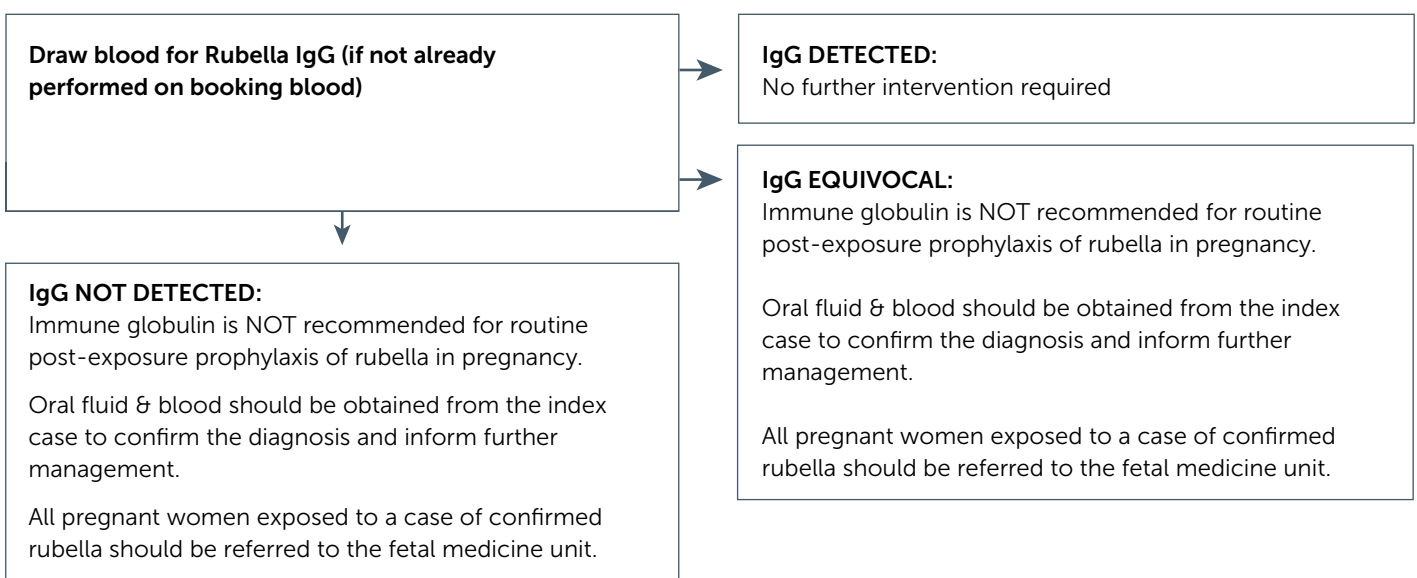 Draw blood for Rubella IgG (if not already
performed on booking blood)
IgG DETECTED:
No further intervention required
IgG EQUIVOCAL:
Immune globulin is NOT recommended for routine
post-exposure prophylaxis of rubella in pregnancy.
Oral fluid & blood should be obtained from the index
case to confirm the diagnosis and inform further
management.
All pregnant women exposed to a case of confirmed
rubella should be referred to the fetal medicine unit.
IgG NOT DETECTED:
Immune globulin is NOT recommended for routine
post-exposure prophylaxis of rubella in pregnancy.
Oral fluid & blood should be obtained from the index
case to confirm the diagnosis and inform further
management.
All pregnant women exposed to a case of confirmed
rubella should be referred to the fetal medicine unit.